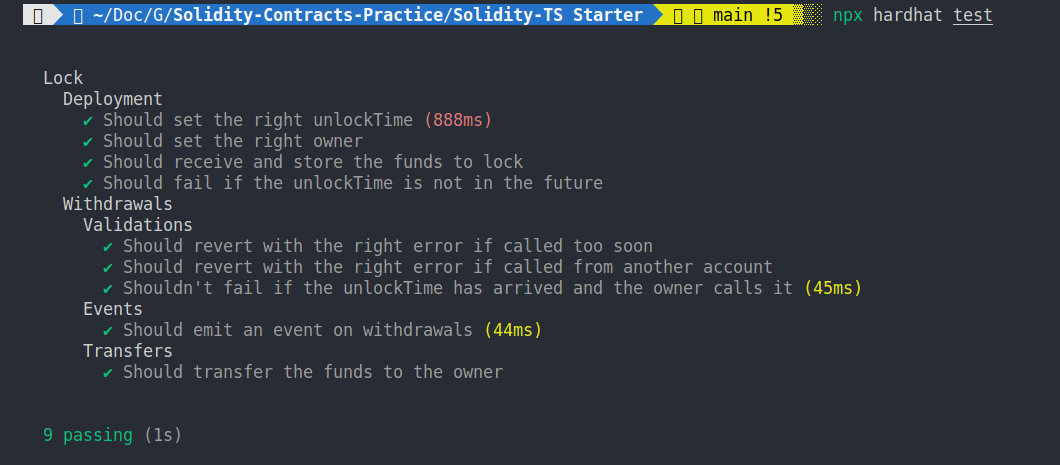 ~/Doc/G/Solidity-Contracts-Practice/Solidity-TS Starter main !5 npx hardhat test
Lock
Deployment
✔ Should set the right unlockTime (888ms)
✔ Should set the right owner
✔ Should receive and store the funds to lock
✔ Should fail if the unlockTime is not in the future
Withdrawals
Validations
✔ Should revert with the right error if called too soon
✔ Should revert with the right error if called from another account
✔ Shouldn't fail if the unlockTime has arrived and the owner calls it (45ms)
Events
✔ Should emit an event on withdrawals (44ms)
Transfers
✔ Should transfer the funds to the owner
9 passing (1s)